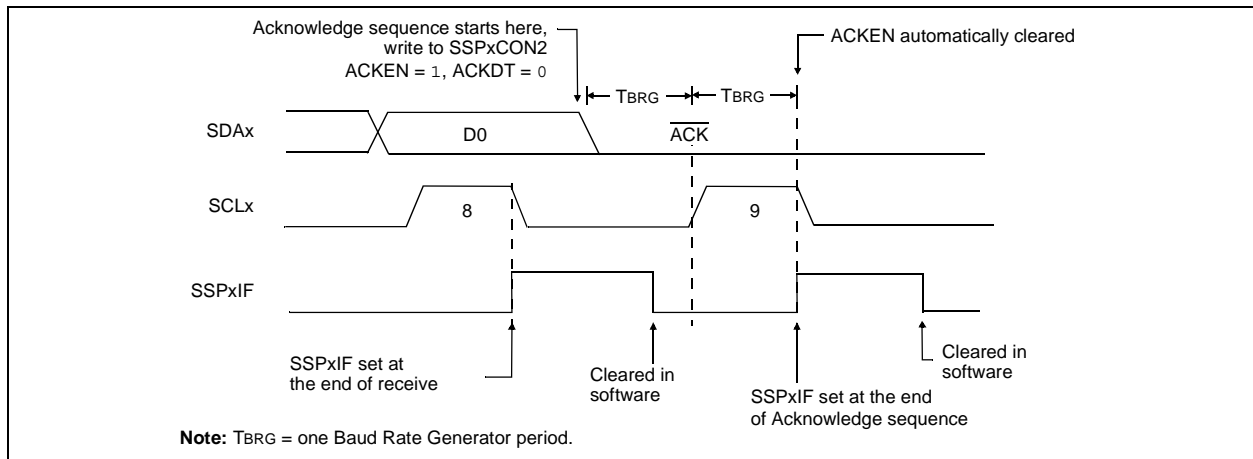 Acknowledge sequence starts here,
write to SSPxCON2
ACKEN = 1, ACKDT = 0
ACKEN automatically cleared
TBRG
TBRG
SDAx
D0
ACK
SCLx
8
9
SSPxIF
SSPxIF set at
the end of receive
Cleared in
software
SSPxIF set at the end
of Acknowledge sequence
Cleared in
software
Note: TBRG = one Baud Rate Generator period.